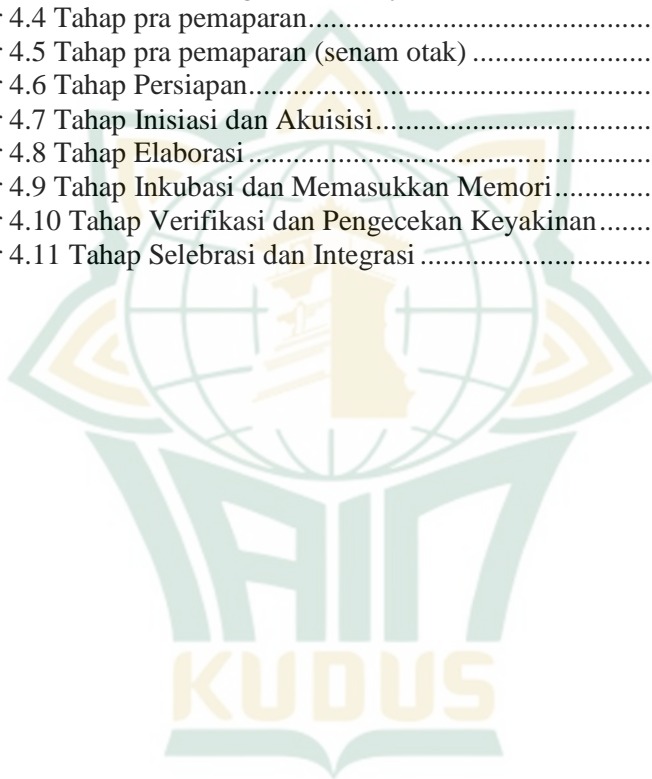 4.4 Tahap pra pemaparan..............................................
4.5 Tahap pra pemaparan (senam otak) ........................
4.6 Tahap Persiapan......................................................
4.7 Tahap Inisiasi dan Akuisisi.....................................
4.8 Tahap Elaborasi ......................................................
4.9 Tahap Inkubasi dan Memasukkan Memori.............
4.10 Tahap Verifikasi dan Pengecekan Keyakinan.......
4.11 Tahap Selebrasi dan Integrasi ...............................
IAIN
KUDUS